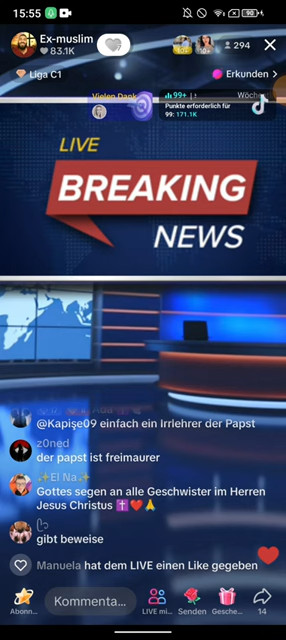 15:55
90
Ex-muslim
83.1K
10+
294
Liga C1
Erkunden >
Vielen Dank
99+
Punkte erforderlich für
99: 171.1K
LIVE
BREAKING
NEWS
@Kapişe09 einfach ein Irrlehrer der Papst
z0ned
der papst ist freimaurer
✨El Na✨
Gottes segen an alle Geschwister im Herren
Jesus Christus ✝️❤️🙏
gibt beweise
Manuela hat dem LIVE einen Like gegeben
Abonn...
Kommenta...
LIVE mi...
Senden
Gesche...
14